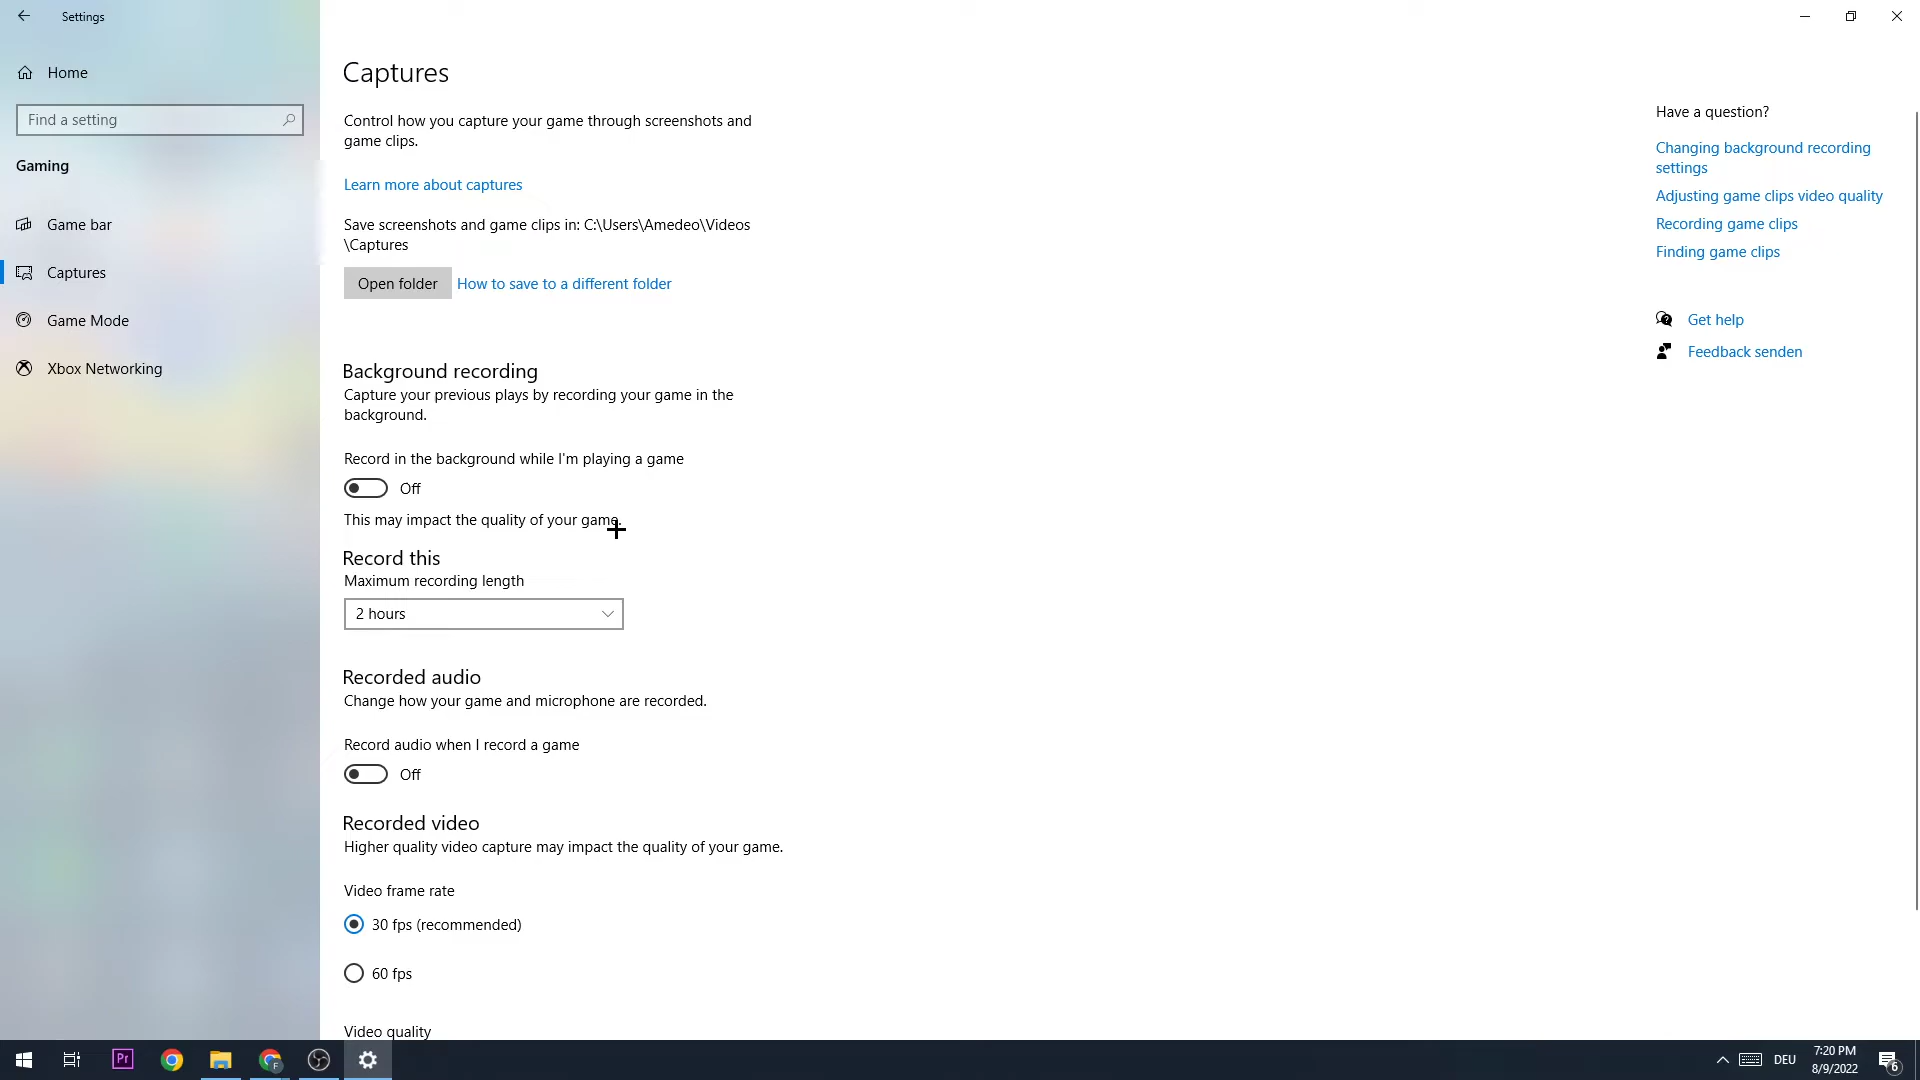 Settings
Home
Find a setting
Gaming
Game bar
Captures
Game Mode
Xbox Networking
Captures
Control how you capture your game through screenshots and
game clips.
Learn more about captures
Save screenshots and game clips in: C:\Users\Amedeo\Videos
\Captures
Open folder
How to save to a different folder
Background recording
Capture your previous plays by recording your game in the
background.
Record in the background while I'm playing a game
Off
This may impact the quality of your game.
Record this
Maximum recording length
2 hours
Recorded audio
Change how your game and microphone are recorded.
Record audio when I record a game
Off
Recorded video
Higher quality video capture may impact the quality of your game.
Video frame rate
30 fps (recommended)
60 fps
Video quality
Have a question?
Changing background recording
settings
Adjusting game clips video quality
Recording game clips
Finding game clips
Get help
Feedback senden
Pr
F
DEU
7:20 PM
8/9/2022
6